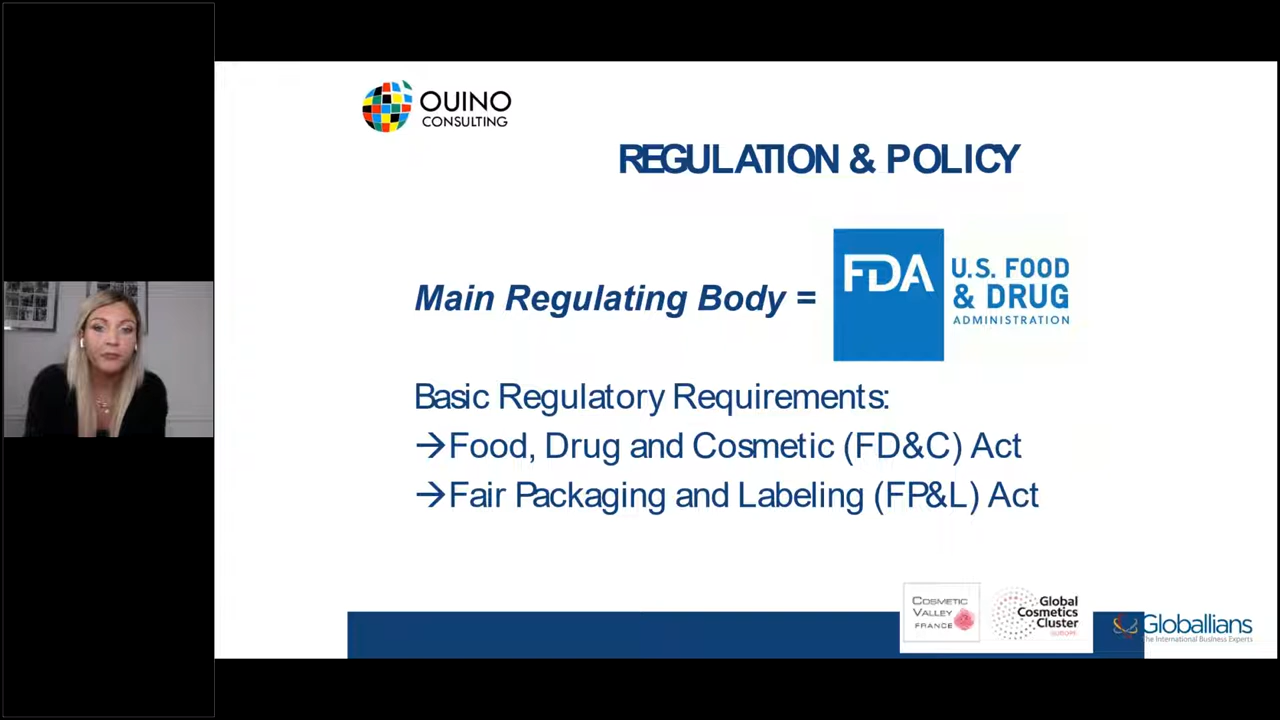 OUINO
CONSULTING
REGULATION & POLICY
Main Regulating Body =
FDA
U.S. FOOD
& DRUG
ADMINISTRATION
Basic Regulatory Requirements:
→Food, Drug and Cosmetic (FD&C) Act
→Fair Packaging and Labeling (FP&L) Act
COSMETIC
VALLEY
FRANCE
Global
Cosmetics
Cluster
EUROPE
Globallians
The International Business Experts